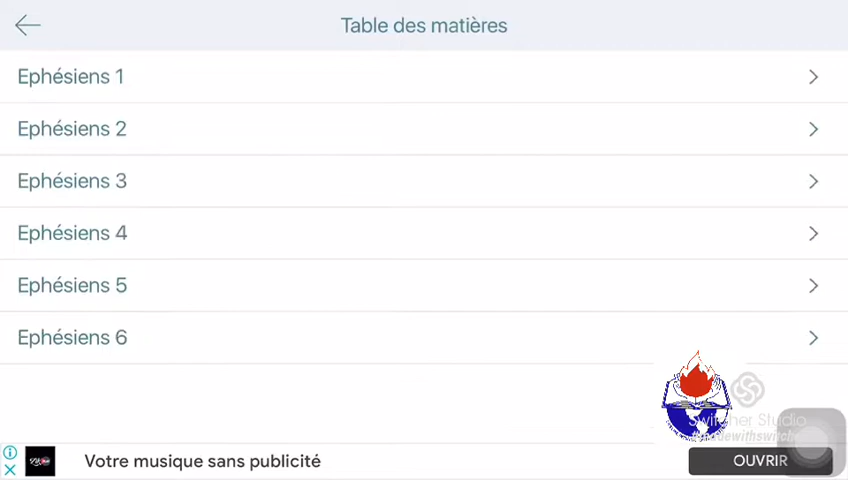 Table des matières
Ephésiens 1
Ephésiens 2
Ephésiens 3
Ephésiens 4
Ephésiens 5
Ephésiens 6
Switcher Studio
#madewithswitcher
Votre musique sans publicité
OUVRIR